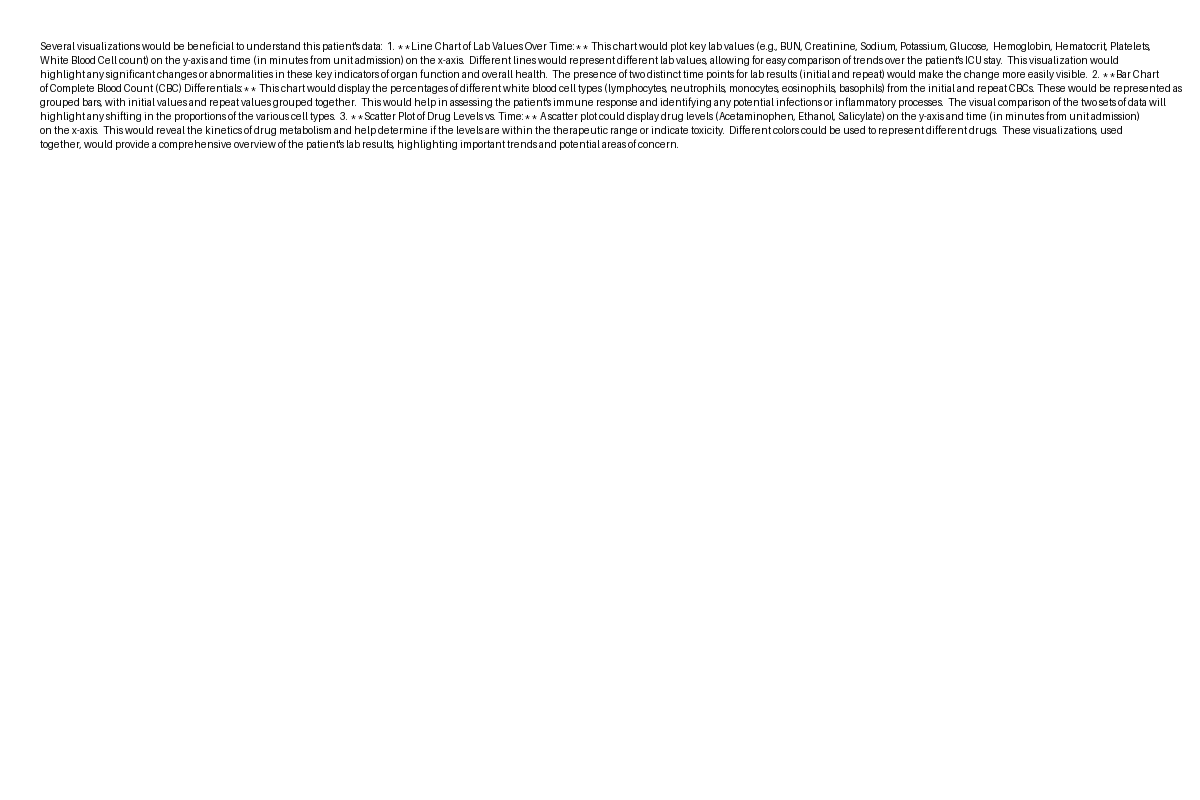 Several visualizations would be beneficial to understand this patient's data:  1. **Line Chart of Lab Values Over Time:** This chart would plot key lab values (e.g., BUN, Creatinine, Sodium, Potassium, Glucose,  Hemoglobin, Hematocrit, Platelets,
White Blood Cell count) on the y-axis and time (in minutes from unit admission) on the x-axis.  Different lines would represent different lab values, allowing for easy comparison of trends over the patient's ICU stay.  This visualization would
highlight any significant changes or abnormalities in these key indicators of organ function and overall health.  The presence of two distinct time points for lab results (initial and repeat) would make the change more easily visible.  2. **Bar Chart
of Complete Blood Count (CBC) Differentials:** This chart would display the percentages of different white blood cell types (lymphocytes, neutrophils, monocytes, eosinophils, basophils) from the initial and repeat CBCs. These would be represented as
grouped bars, with initial values and repeat values grouped together.  This would help in assessing the patient's immune response and identifying any potential infections or inflammatory processes.  The visual comparison of the two sets of data will
highlight any shifting in the proportions of the various cell types.  3. **Scatter Plot of Drug Levels vs. Time:** A scatter plot could display drug levels (Acetaminophen, Ethanol, Salicylate) on the y-axis and time (in minutes from unit admission)
on the x-axis.  This would reveal the kinetics of drug metabolism and help determine if the levels are within the therapeutic range or indicate toxicity.  Different colors could be used to represent different drugs.  These visualizations, used
together, would provide a comprehensive overview of the patient's lab results, highlighting important trends and potential areas of concern.